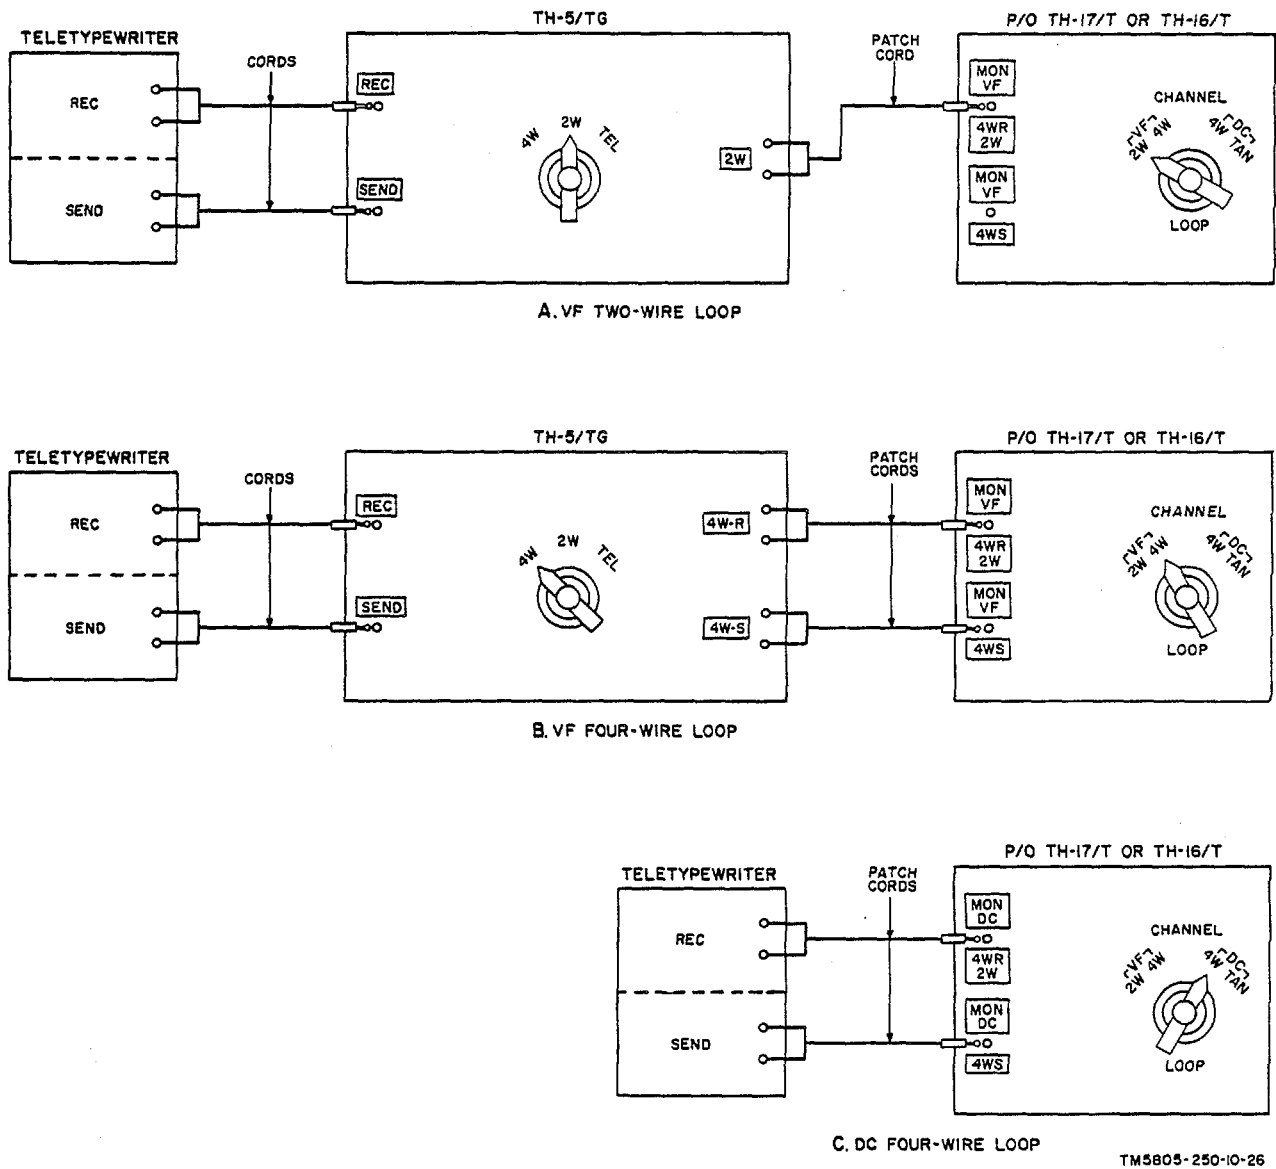 TH-5/TG
P/O TH-17/T OR TH-16/T
TELETYPEWRITER
CORDS
PATCH
CORD
REC
REC
SEND
SEND
4W 2W TEL
2W
MON
VF
4WR
2W
MON
VF
4WS
CHANNEL
VF DC
2W 4W 4W TAN
LOOP
A. VF TWO-WIRE LOOP
TH-5/TG
P/O TH-17/T OR TH-16/T
TELETYPEWRITER
CORDS
PATCH
CORDS
REC
REC
SEND
SEND
4W 2W TEL
4W-R
4W-S
MON
VF
4WR
2W
MON
VF
4WS
CHANNEL
VF DC
2W 4W 4W TAN
LOOP
B. VF FOUR-WIRE LOOP
P/O TH-17/T OR TH-16/T
TELETYPEWRITER
PATCH
CORDS
REC
SEND
MON
DC
4WR
2W
MON
DC
4WS
CHANNEL
VF DC
2W 4W 4W TAN
LOOP
C. DC FOUR-WIRE LOOP
TM5805-250-10-26